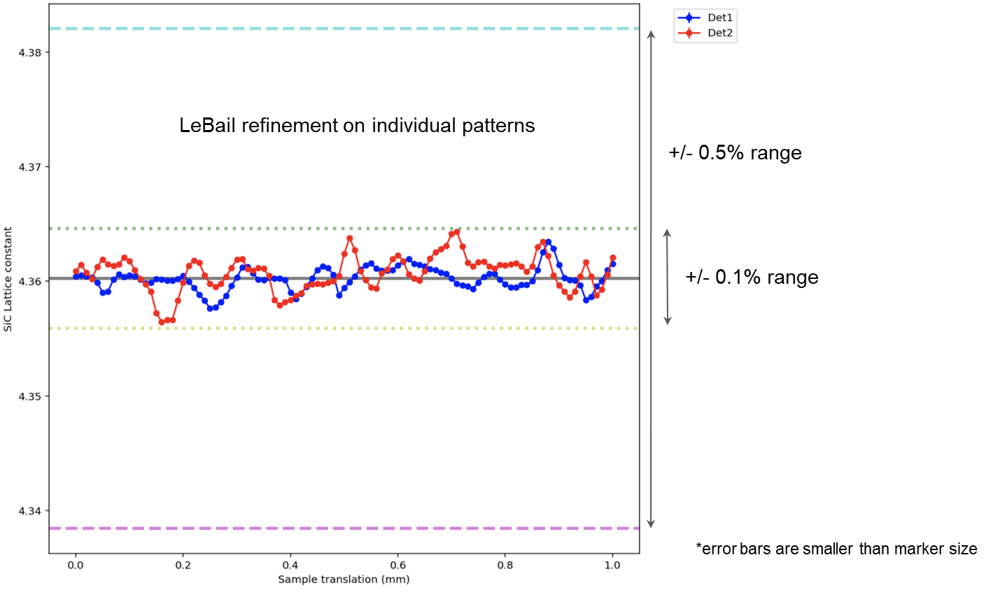 Det1
Det2
4.38
LeBail refinement on individual patterns
+/- 0.5% range
4.37
SiC Lattice constant
4.36
+/- 0.1% range
4.35
4.34
*error bars are smaller than marker size
0.0 0.2 0.4 0.6 0.8 1.0
Sample translation (mm)